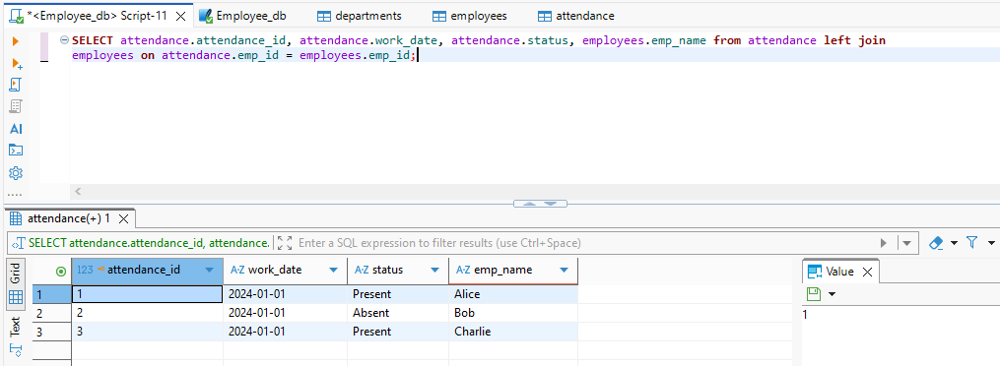 *<Employee_db> Script-11 Employee_db departments employees attendance
SELECT attendance.attendance_id, attendance.work_date, attendance.status, employees.emp_name from attendance left join
employees on attendance.emp_id = employees.emp_id;
AI
attendance(+) 1
SELECT attendance.attendance_id, attendance. Enter a SQL expression to filter results (use Ctrl+Space)
Grid
Text
123 attendance_id A-Z work_date A-Z status A-Z emp_name
1 1 2024-01-01 Present Alice
2 2 2024-01-01 Absent Bob
3 3 2024-01-01 Present Charlie
Value
1